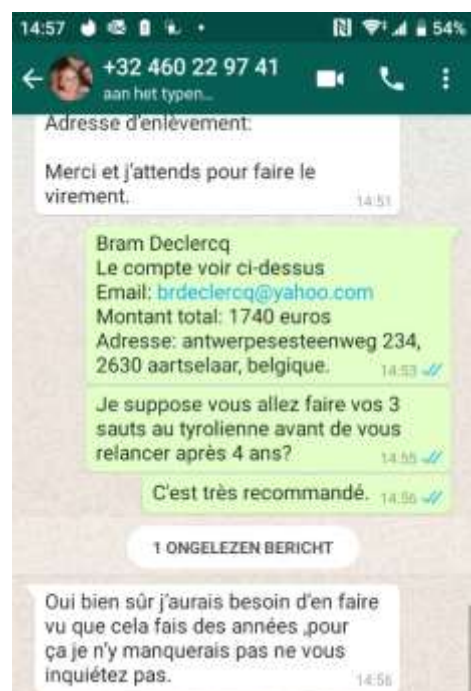 14:57
54%
+32 460 22 97 41
aan het typen...
Adresse d'enlèvement:
Merci et j'attends pour faire le
virement.
14:51
Bram Declercq
Le compte voir ci-dessus
Email: brdeclercq@yahoo.com
Montant total: 1740 euros
Adresse: antwerpesesteenweg 234,
2630 aartselaar, belgique.
14:53
Je suppose vous allez faire vos 3
sauts au tyrolienne avant de vous
relancer après 4 ans?
14:55
C'est très recommandé.
14:56
1 ONGELEZEN BERICHT
Oui bien sûr j'aurais besoin d'en faire
vu que cela fais des années ,pour
ça je n'y manquerais pas ne vous
inquiétez pas.
14:56